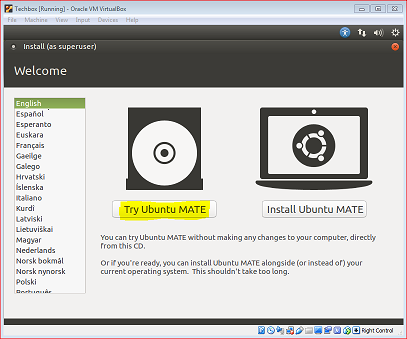 Techbox [Running] - Oracle VM VirtualBox
File Machine View Input Devices Help
Install (as superuser)
Welcome
English
Español
Esperanto
Euskara
Français
Gaeilge
Galego
Hrvatski
Íslenska
Italiano
Kurdî
Latviski
Lietuviškai
Magyar
Nederlands
Norsk bokmål
Norsk nynorsk
Polski
Português
Try Ubuntu MATE
Install Ubuntu MATE
You can try Ubuntu MATE without making any changes to your computer, directly
from this CD.
Or if you're ready, you can install Ubuntu MATE alongside (or instead of) your
current operating system. This shouldn't take too long.
Right Control